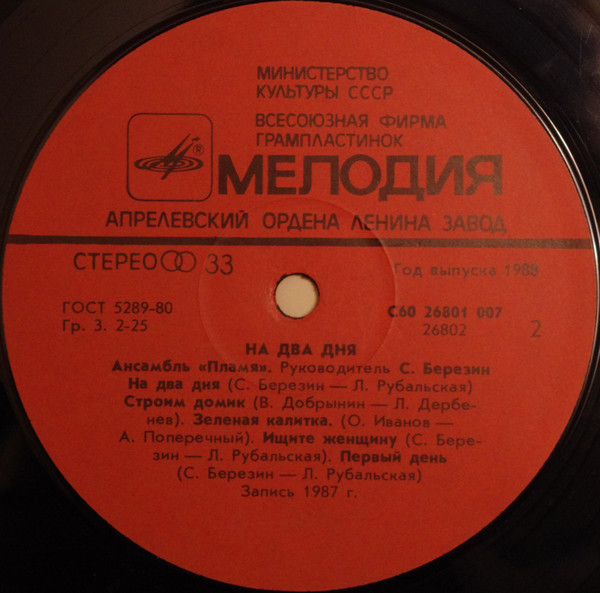 МИНИСТЕРСТВО
КУЛЬТУРЫ СССР
ВСЕСОЮЗНАЯ ФИРМА
ГРАМПЛАСТИНОК
®
МЕЛОДИЯ
АПРЕЛЕВСКИЙ ОРДЕНА ЛЕНИНА ЗАВОД
СТЕРЕО 33
Год выпуска 1988
ГОСТ 5289-80
Гр. 3. 2-25
С60 26801 007
26802
2
НА ДВА ДНЯ
Ансамбль «Пламя». Руководитель С. Березин
На два дня (С. Березин — Л. Рубальская)
Строим домик (В. Добрынин — Л. Дербе-
нев). Зеленая калитка. (О. Иванов —
А. Поперечный). Ищите женщину (С. Бере-
зин — Л. Рубальская). Первый день
(С. Березин — Л. Рубальская)
Запись 1987 г.